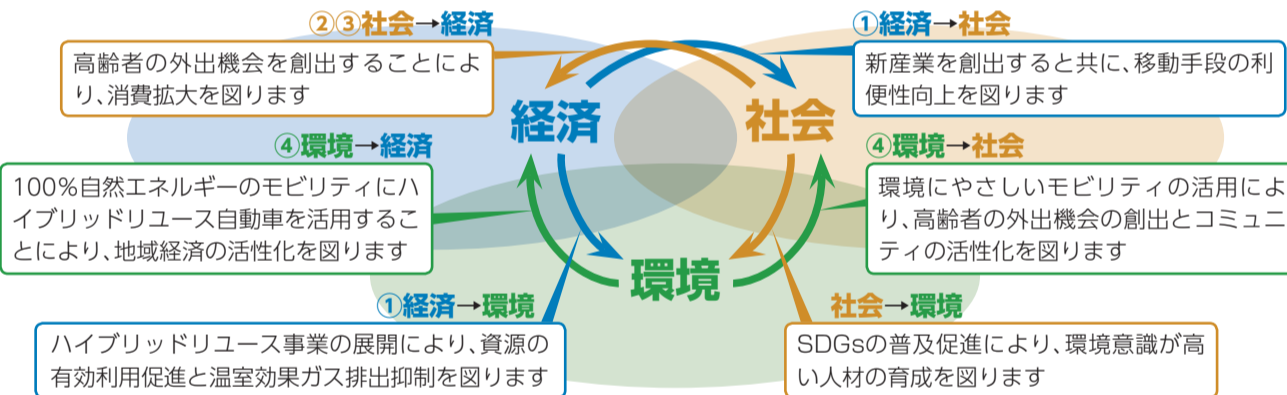 ②③社会→経済
高齢者の外出機会を創出することによ
り、消費拡大を図ります
①経済→社会
新産業を創出すると共に、移動手段の利
便性向上を図ります
経済
社会
④環境→経済
100%自然エネルギーのモビリティにハ
イブリッドリユース自動車を活用するこ
とにより、地域経済の活性化を図ります
④環境→社会
環境にやさしいモビリティの活用によ
り、高齢者の外出機会の創出とコミュニ
ティの活性化を図ります
環境
①経済→環境
ハイブリッドリユース事業の展開により、資源の
有効利用促進と温室効果ガス排出抑制を図ります
社会→環境
SDGsの普及促進により、環境意識が高
い人材の育成を図ります